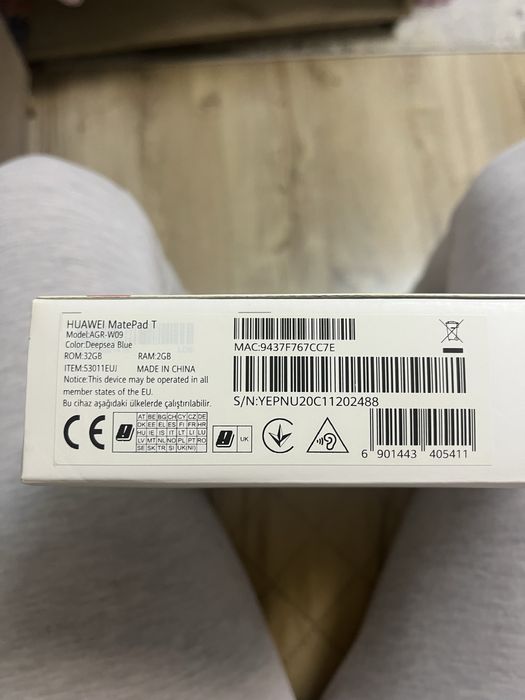 HUAWEI MatePad T
Model:AGR-W09
Color:Deepsea Blue
ROM:32GB RAM:2GB
ITEM:53011EUJ MADE IN CHINA
Notice:This device may be operated in all
member states of the EU.
Bu cihaz aşağıdaki ülkelerde çalıştırılabilir.
MAC:9437F767CC7E
S/N:YEPNU20C11202488
CE
AT BE BG CH CY CZ DE
DK EE EL ES FI FR HR
HU IE IS IT LT LI LU
LV MT NL NO PL PT RO
SE SK TR SI UK(NI)
UK
6 901443 405411